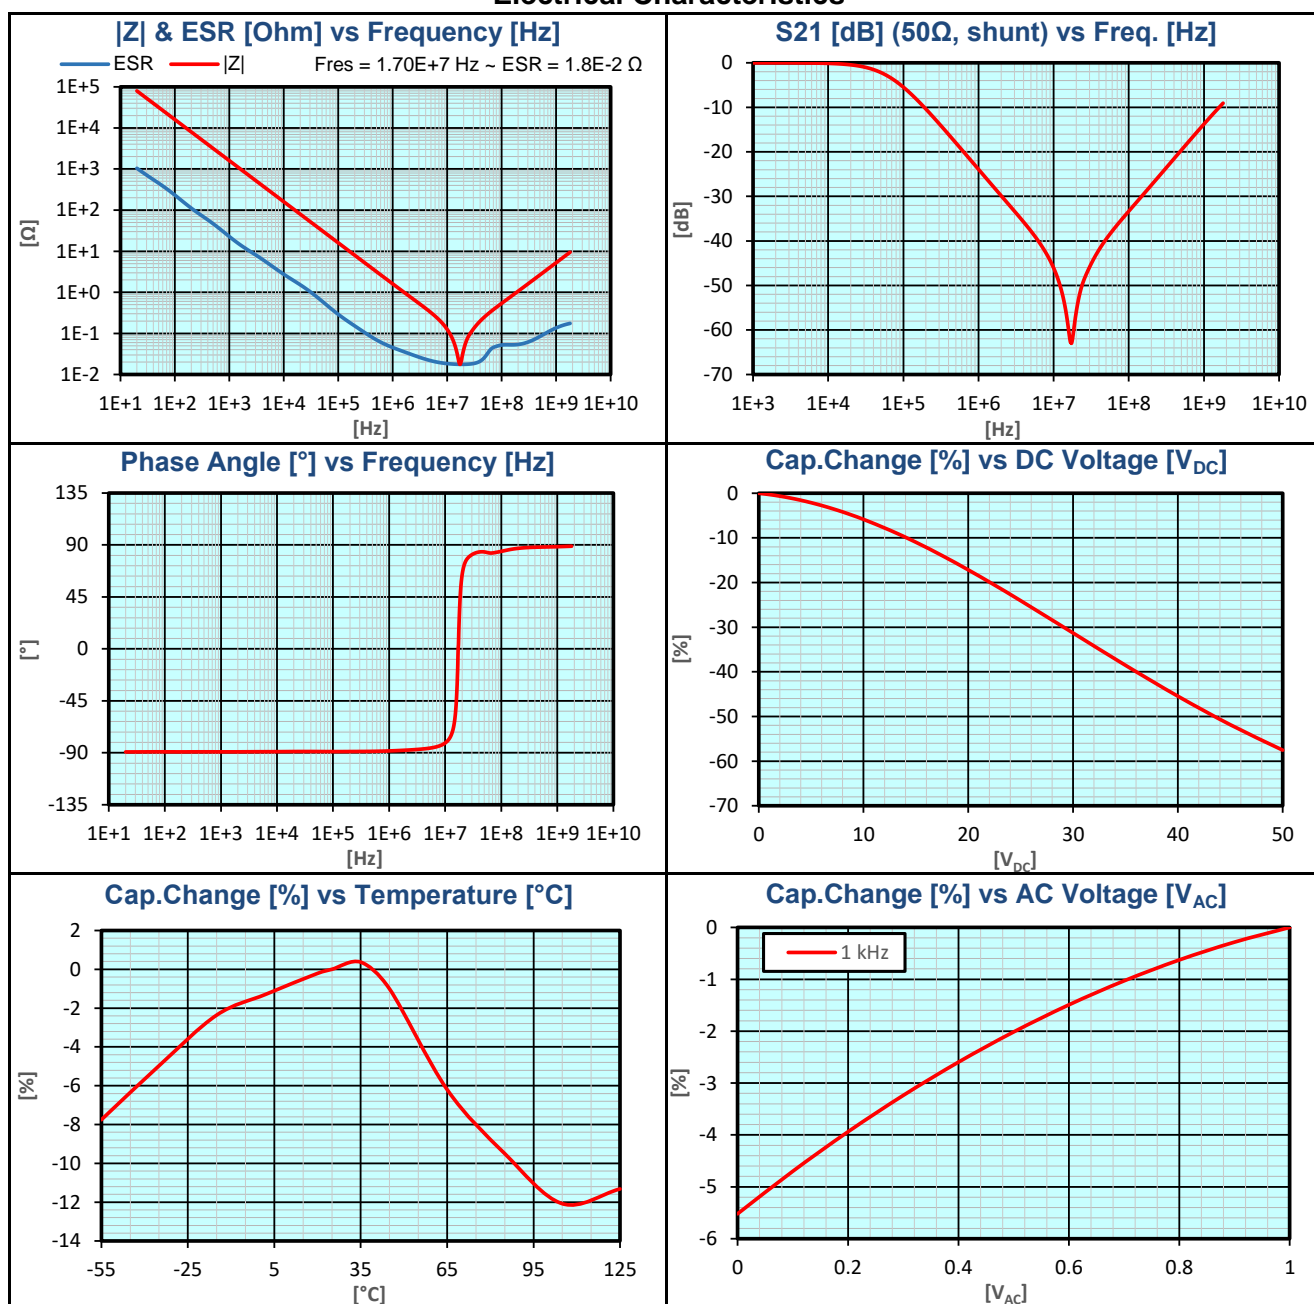 Electrical Characteristics
|Z| & ESR [Ohm] vs Frequency [Hz]
ESR |Z| Fres = 1.70E+7 Hz ~ ESR = 1.8E-2 Ω
1E+5
1E+4
1E+3
1E+2
1E+1
1E+0
1E-1
1E-2
[Ω]
1E+1 1E+2 1E+3 1E+4 1E+5 1E+6 1E+7 1E+8 1E+9 1E+10
[Hz]
S21 [dB] (50Ω, shunt) vs Freq. [Hz]
0
-10
-20
-30
-40
-50
-60
-70
[dB]
1E+3 1E+4 1E+5 1E+6 1E+7 1E+8 1E+9 1E+10
[Hz]
Phase Angle [°] vs Frequency [Hz]
135
90
45
0
-45
-90
-135
[°]
1E+1 1E+2 1E+3 1E+4 1E+5 1E+6 1E+7 1E+8 1E+9 1E+10
[Hz]
Cap.Change [%] vs DC Voltage [VDC]
0
-10
-20
-30
-40
-50
-60
-70
[%]
0 10 20 30 40 50
[VDC]
Cap.Change [%] vs Temperature [°C]
2
0
-2
-4
-6
-8
-10
-12
-14
[%]
-55 -25 5 35 65 95 125
[°C]
Cap.Change [%] vs AC Voltage [VAC]
1 kHz
0
-1
-2
-3
-4
-5
-6
[%]
0 0.2 0.4 0.6 0.8 1
[VAC]